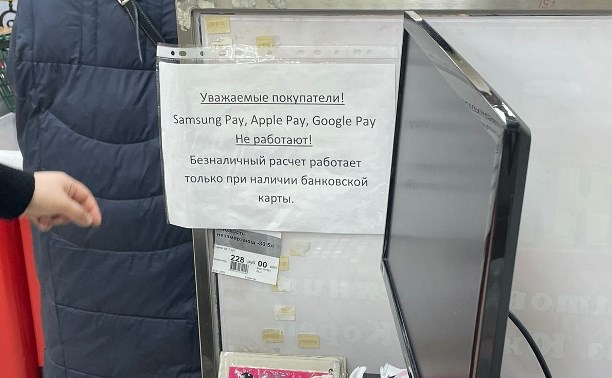 Уважаемые покупатели!
Samsung Pay, Apple Pay, Google Pay
Не работают!
Безналичный расчет работает
только при наличии банковской
карты.
228 руб 00